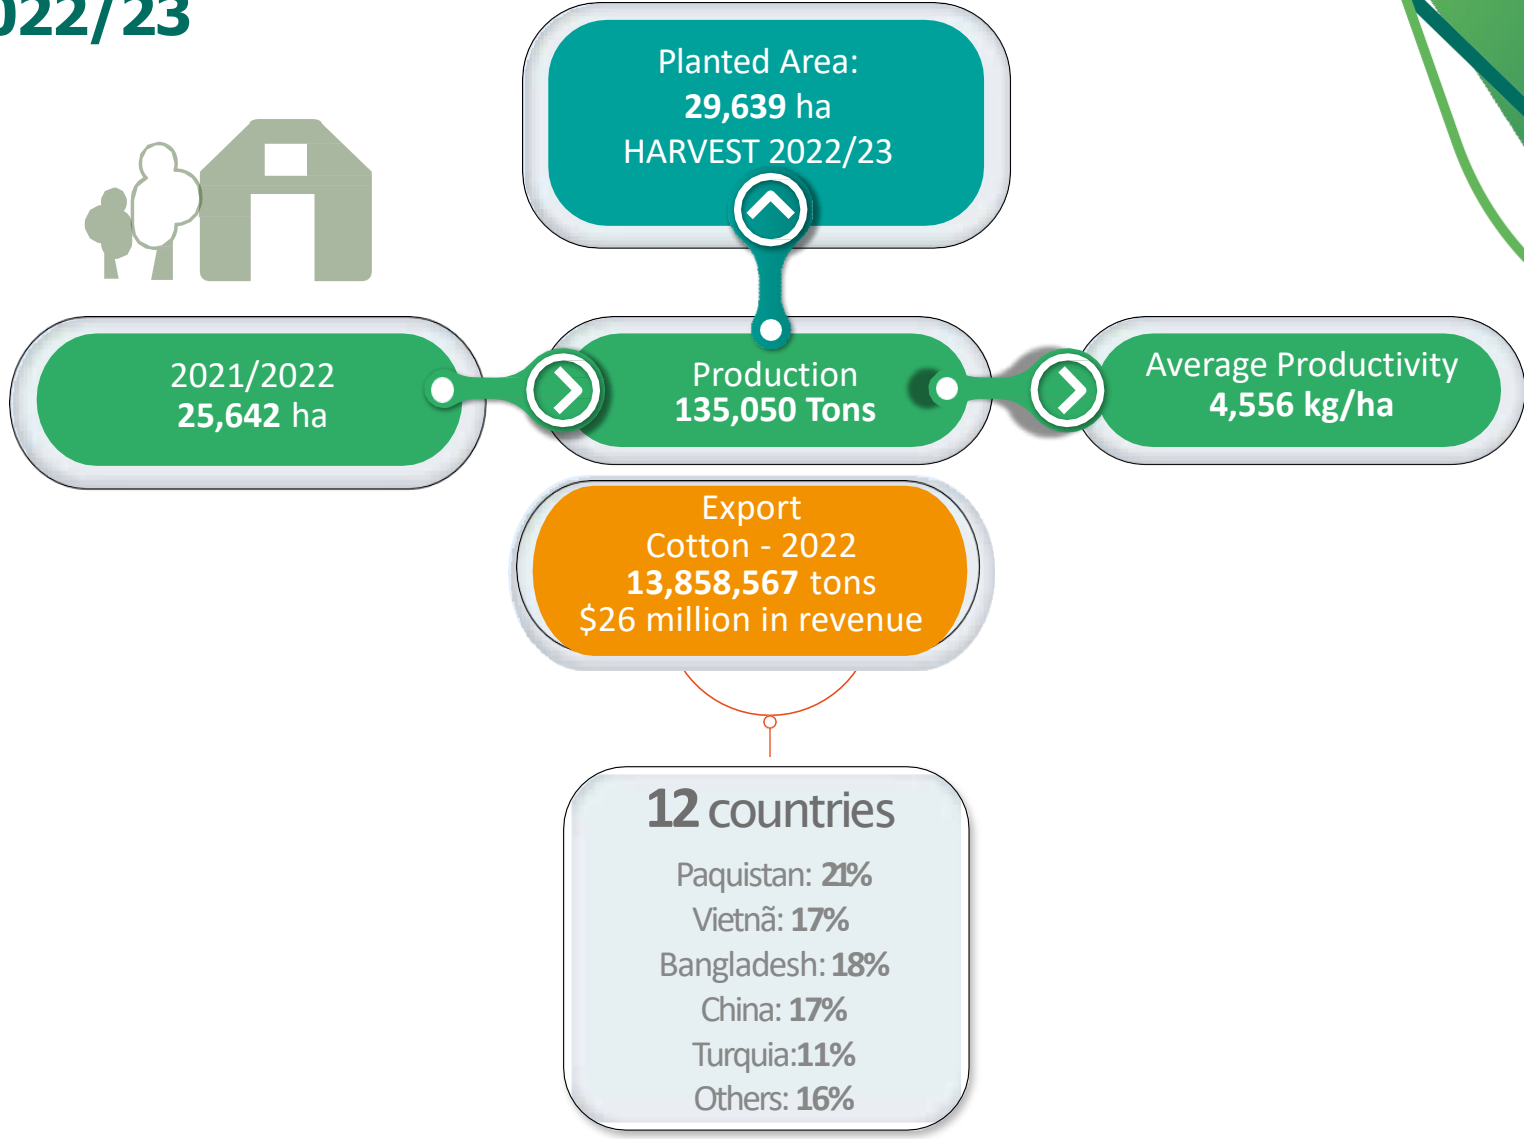 022/23
Planted Area:
29,639 ha
HARVEST 2022/23
2021/2022
25,642 ha
Production
135,050 Tons
Average Productivity
4,556 kg/ha
Export
Cotton - 2022
13,858,567 tons
$26 million in revenue
12 countries
Paquistan: 21%
Vietnã: 17%
Bangladesh: 18%
China: 17%
Turquia:11%
Others: 16%